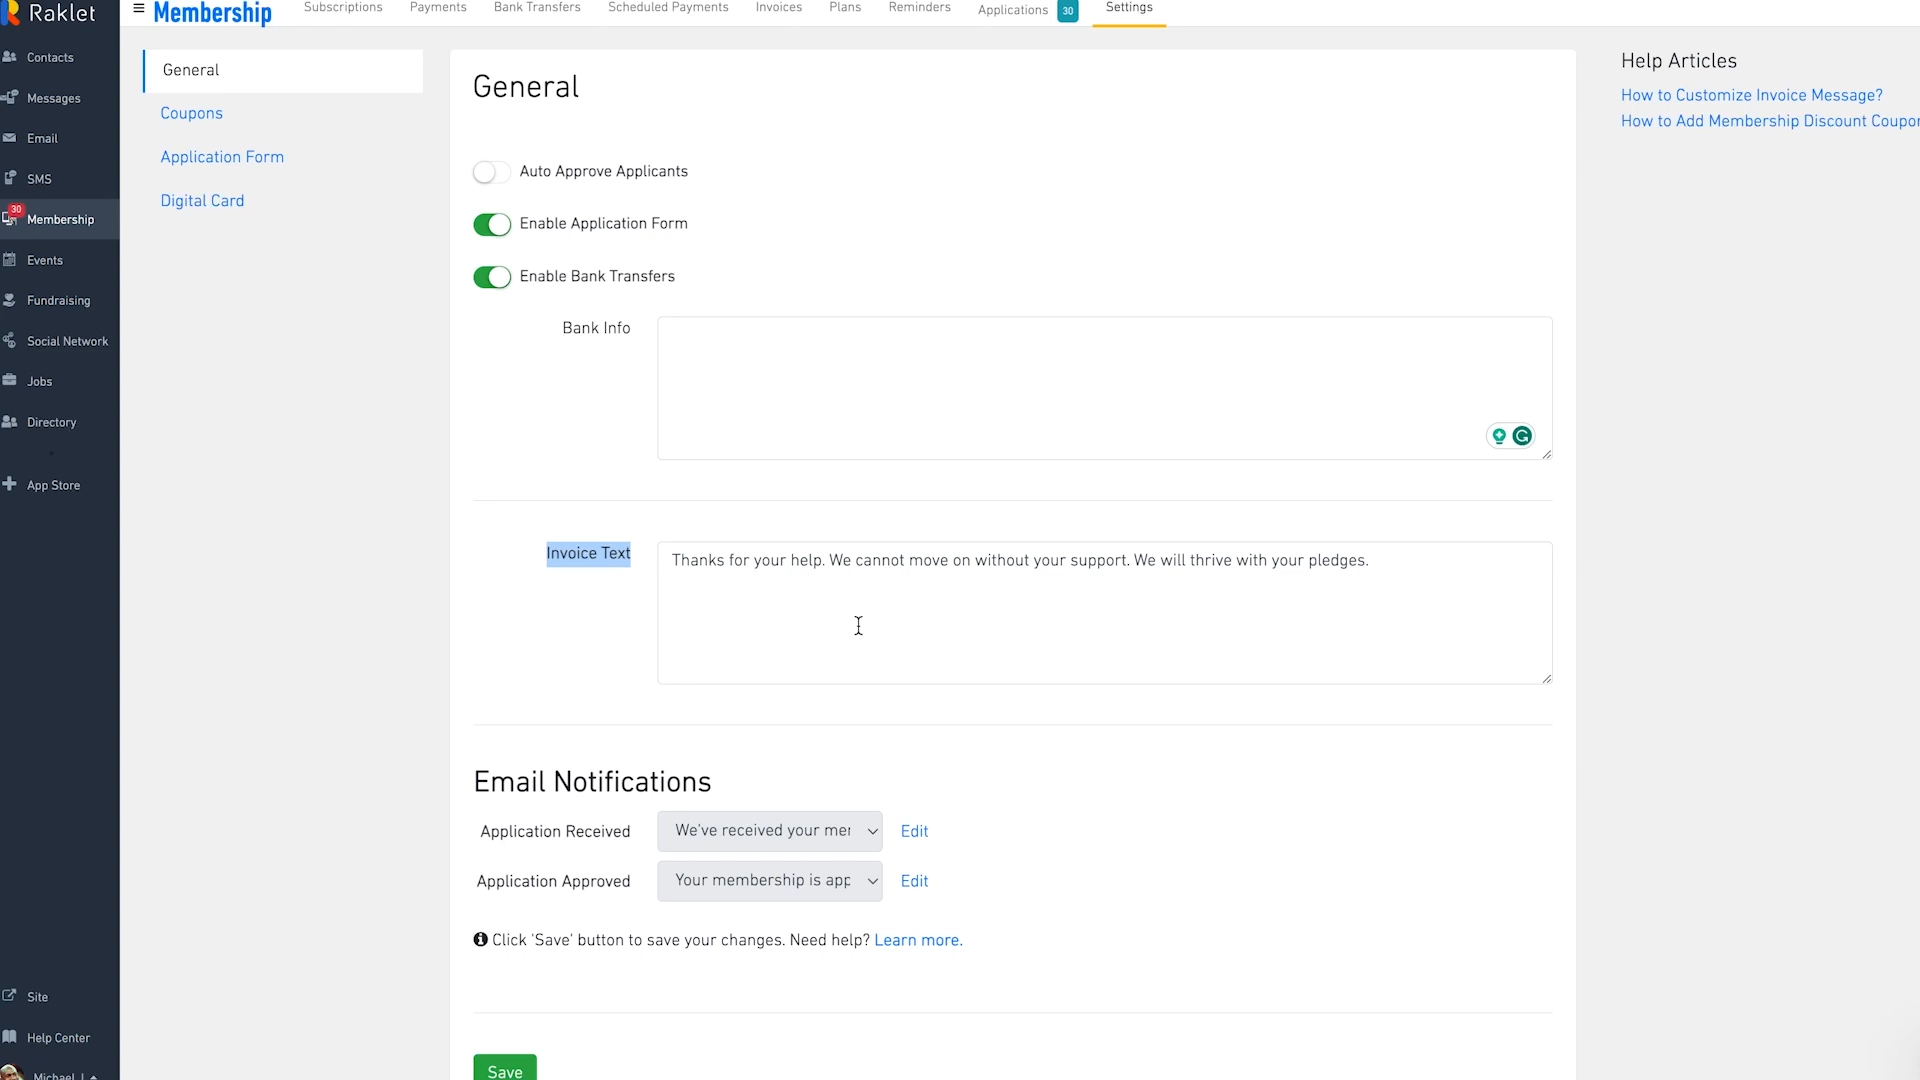 Raklet
Contacts
Messages
Email
SMS
30
Membership
Events
Fundraising
Social Network
Jobs
Directory
App Store
Site
Help Center
Michael J.
Membership
Subscriptions
Payments
Bank Transfers
Scheduled Payments
Invoices
Plans
Reminders
Applications 30
Settings
General
Coupons
Application Form
Digital Card
General
Auto Approve Applicants
Enable Application Form
Enable Bank Transfers
Bank Info
Invoice Text
Thanks for your help. We cannot move on without your support. We will thrive with your pledges.
Email Notifications
Application Received We've received your mer Edit
Application Approved Your membership is app Edit
Click 'Save' button to save your changes. Need help? Learn more.
Save
Help Articles
How to Customize Invoice Message?
How to Add Membership Discount Coupon